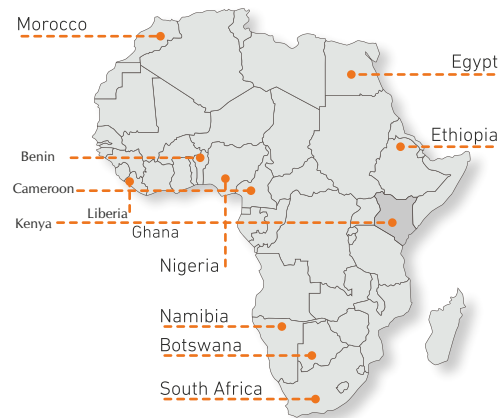 Morocco
Egypt
Ethiopia
Benin
Cameroon
Liberia
Kenya
Ghana
Nigeria
Namibia
Botswana
South Africa